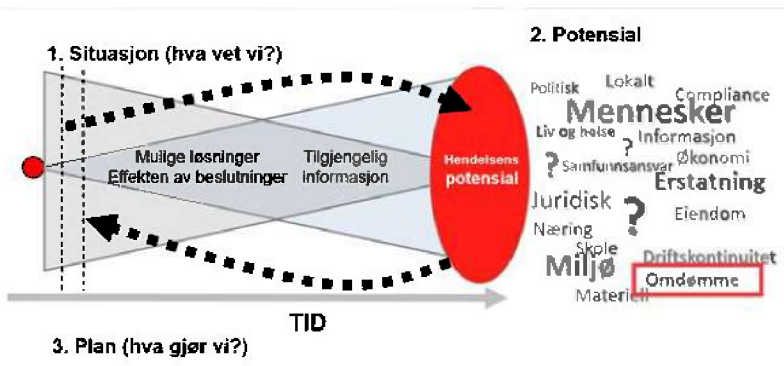 1. Situasjon (hva vet vi?)
Mulige løsninger
Effekten av beslutninger
Tilgjengelig
informasjon
Hendelsens
potensial
TID
3. Plan (hva gjør vi?)
2. Potensial
Politisk
Lokalt
Compliance
Mennesker
Liv og helse
?
Informasjon
?
Samfunnsansvar
Økonomi
Erstatning
Juridisk
?
Eiendom
Næring
Skole
Miljø
Driftskontinuitet
Omdømme
Materiell